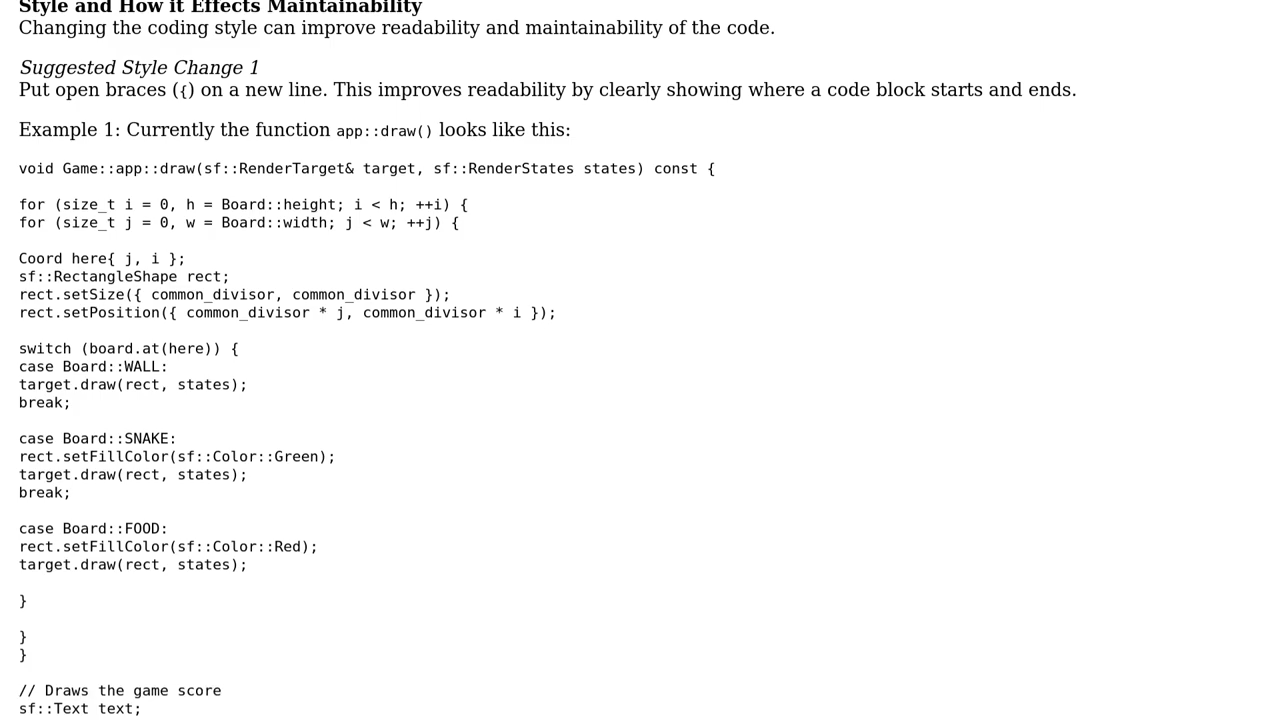 Style and How it Effects Maintainability
Changing the coding style can improve readability and maintainability of the code.
Suggested Style Change 1
Put open braces ({) on a new line. This improves readability by clearly showing where a code block starts and ends.
Example 1: Currently the function app::draw() looks like this:
void Game::app::draw(sf::RenderTarget& target, sf::RenderStates states) const {
for (size_t i = 0, h = Board::height; i < h; ++i) {
for (size_t j = 0, w = Board::width; j < w; ++j) {
Coord here{ j, i };
sf::RectangleShape rect;
rect.setSize({ common_divisor, common_divisor });
rect.setPosition({ common_divisor * j, common_divisor * i });
switch (board.at(here)) {
case Board::WALL:
target.draw(rect, states);
break;
case Board::SNAKE:
rect.setFillColor(sf::Color::Green);
target.draw(rect, states);
break;
case Board::FOOD:
rect.setFillColor(sf::Color::Red);
target.draw(rect, states);
}
}
}
// Draws the game score
sf::Text text;